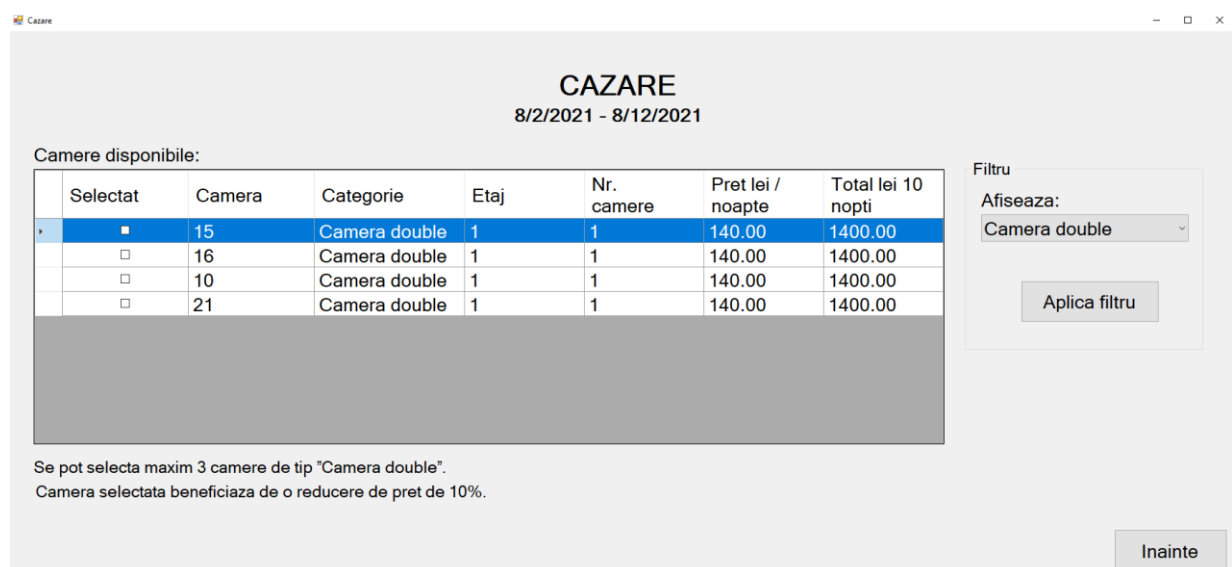 Cazare
CAZARE
8/2/2021 - 8/12/2021
Camere disponibile:
Selectat Camera Categorie Etaj Nr. camere Pret lei / noapte Total lei 10 nopti
15 Camera double 1 1 140.00 1400.00
16 Camera double 1 1 140.00 1400.00
10 Camera double 1 1 140.00 1400.00
21 Camera double 1 1 140.00 1400.00
Filtru
Afiseaza:
Camera double
Aplica filtru
Se pot selecta maxim 3 camere de tip ”Camera double”.
Camera selectata beneficiaza de o reducere de pret de 10%.
Inainte